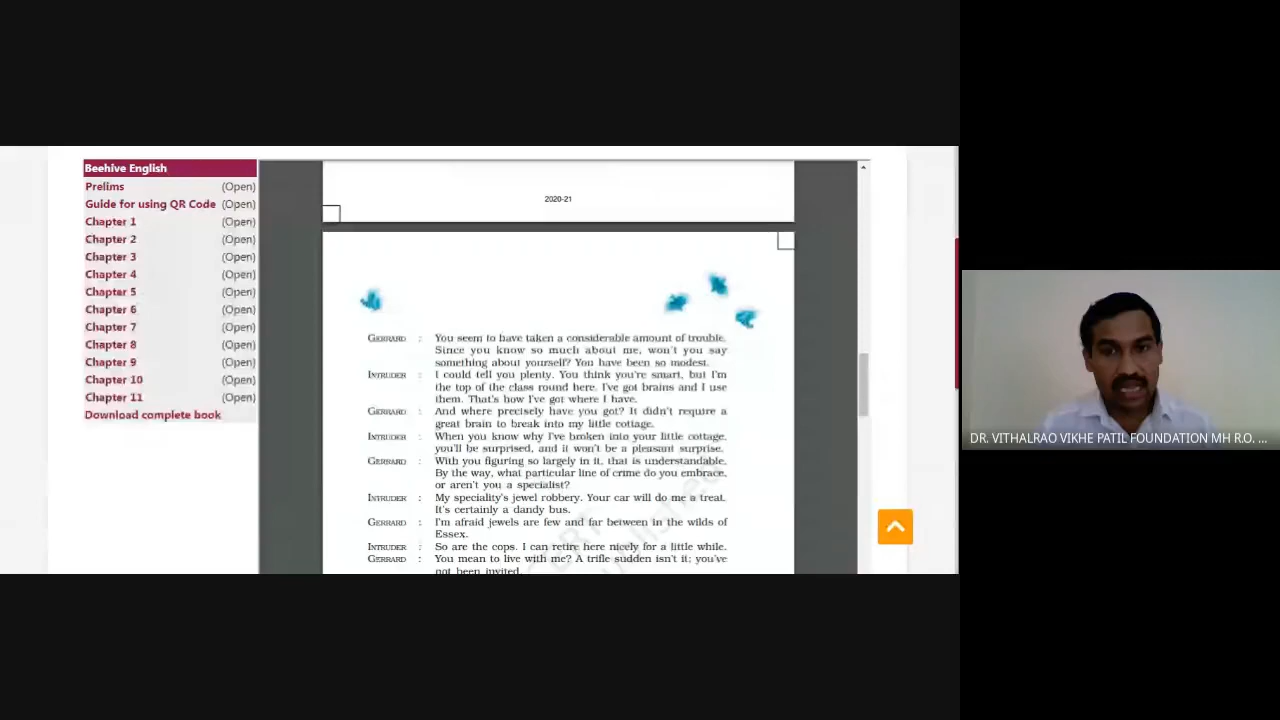 Beehive English
Prelims (Open)
Guide for using QR Code (Open)
Chapter 1 (Open)
Chapter 2 (Open)
Chapter 3 (Open)
Chapter 4 (Open)
Chapter 5 (Open)
Chapter 6 (Open)
Chapter 7 (Open)
Chapter 8 (Open)
Chapter 9 (Open)
Chapter 10 (Open)
Chapter 11 (Open)
Download complete book
2020-21
GERRARD : You seem to have taken a considerable amount of trouble.
Since you know so much about me, won't you say
something about yourself? You have been so modest.
INTRUDER : I could tell you plenty. You think you're smart, but I'm
the top of the class round here. I've got brains and I use
them. That's how I've got where I have.
GERRARD : And where precisely have you got? It didn't require a
great brain to break into my little cottage.
INTRUDER : When you know why I've broken into your little cottage,
you'll be surprised, and it won't be a pleasant surprise.
GERRARD : With you figuring so largely in it, that is understandable.
By the way, what particular line of crime do you embrace,
or aren't you a specialist?
INTRUDER : My speciality's jewel robbery. Your car will do me a treat.
It's certainly a dandy bus.
GERRARD : I'm afraid jewels are few and far between in the wilds of
Essex.
INTRUDER : So are the cops. I can retire here nicely for a little while.
GERRARD : You mean to live with me? A trifle sudden isn't it; you've
not been invited.
DR. VITHALRAO VIKHE PATIL FOUNDATION MH R.O. ...